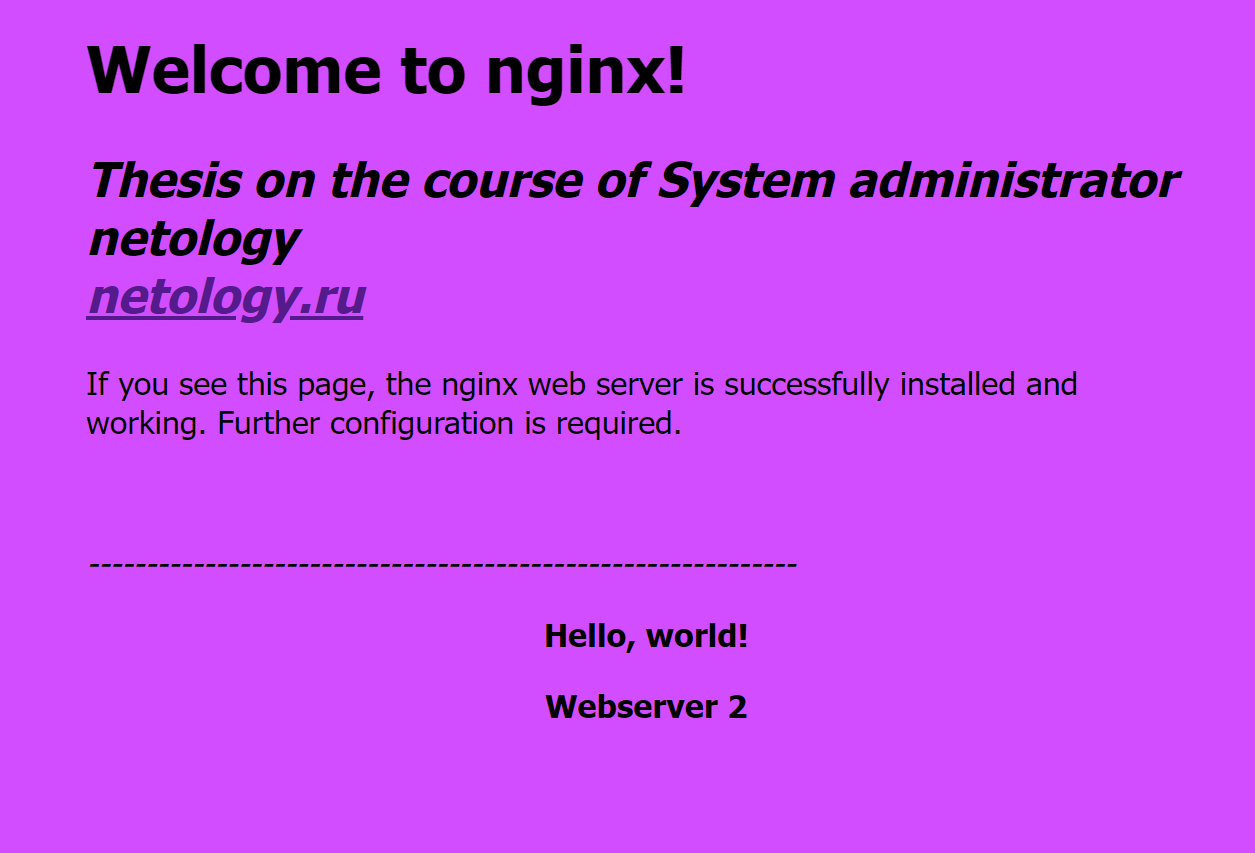 Welcome to nginx!
Thesis on the course of System administrator
netology
netology.ru
If you see this page, the nginx web server is successfully installed and
working. Further configuration is required.
-------------------------------------------------------------
Hello, world!
Webserver 2